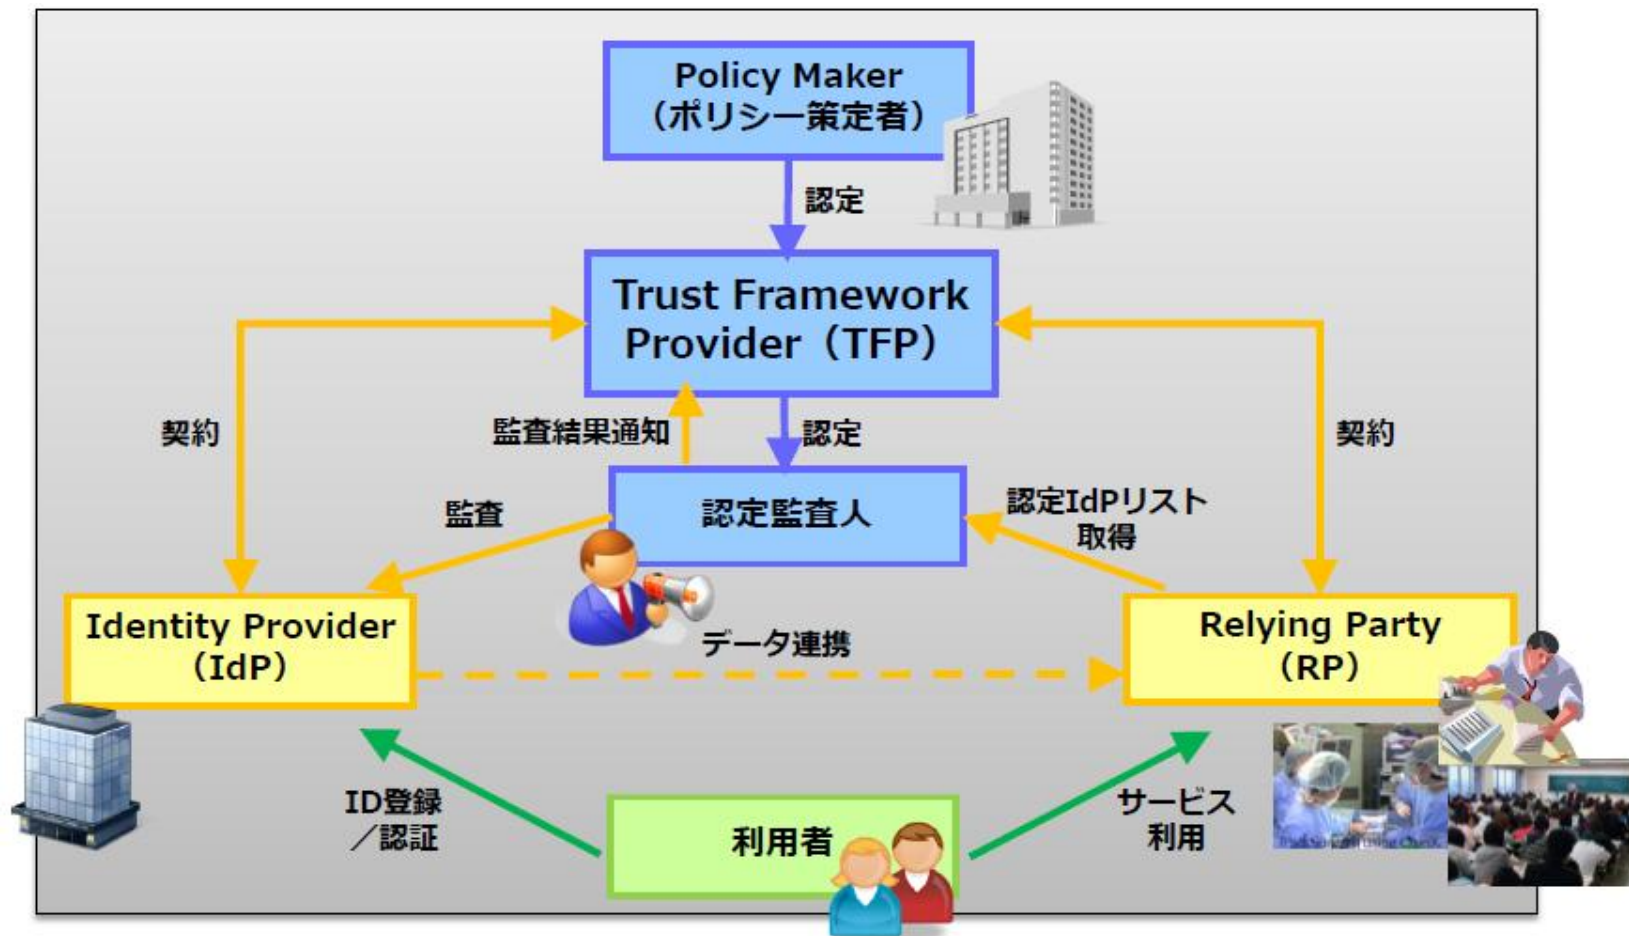 Policy Maker
（ポリシー策定者）
認定
Trust Framework
Provider（TFP）
契約
監査結果通知
認定
契約
監査
認定監査人
認定IdPリスト
取得
Identity Provider
（IdP）
データ連携
Relying Party
（RP）
ID登録
／認証
利用者
サービス
利用